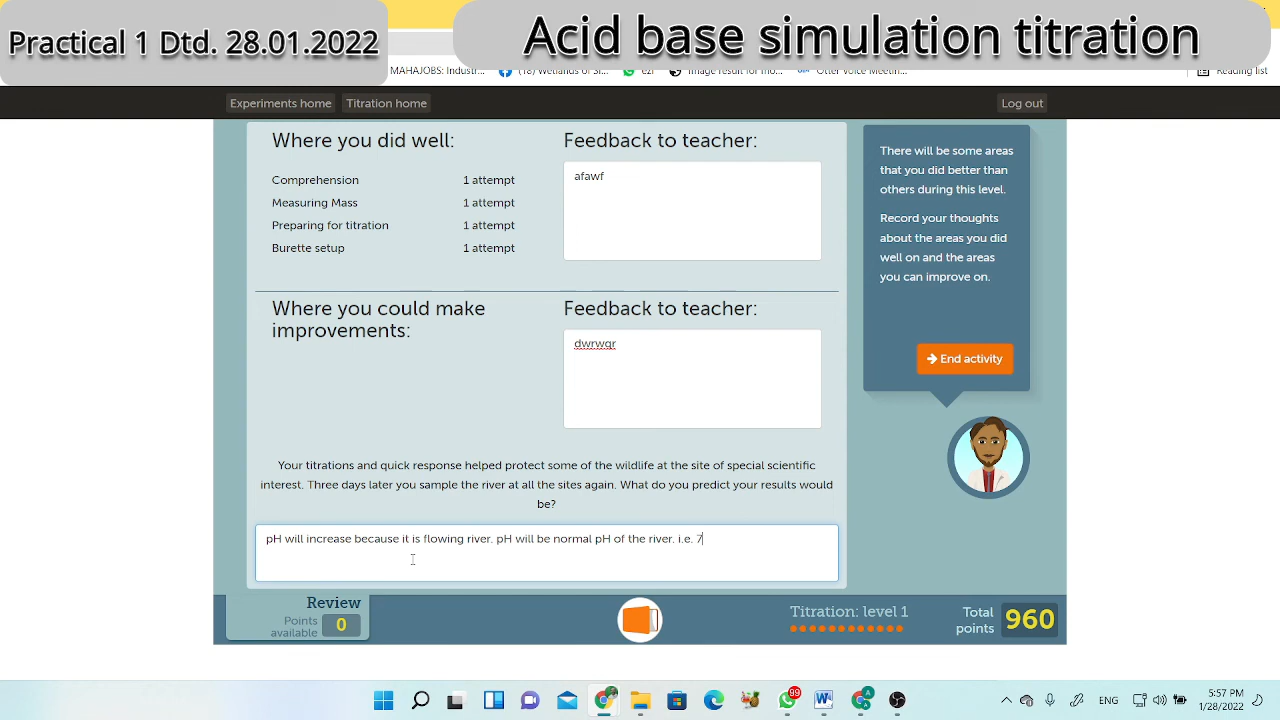 Practical 1 Dtd. 28.01.2022
Acid base simulation titration
MAHAJOBS: Indust...
Reading list
Experiments home
Titration home
Log out
Where you did well:
Comprehension 1 attempt
Measuring Mass 1 attempt
Preparing for titration 1 attempt
Burette setup 1 attempt
Feedback to teacher:
afawf
Where you could make
improvements:
Feedback to teacher:
dwrwqr
Your titrations and quick response helped protect some of the wildlife at the site of special scientific
interest. Three days later you sample the river at all the sites again. What do you predict your results would
be?
pH will increase because it is flowing river. pH will be normal pH of the river. i.e. 7
There will be some areas
that you did better than
others during this level.
Record your thoughts
about the areas you did
well on and the areas
you can improve on.
End activity
Review
Points
available 0
Titration: level 1
Total
points 960
99
ENG
5:57 PM
1/28/2022